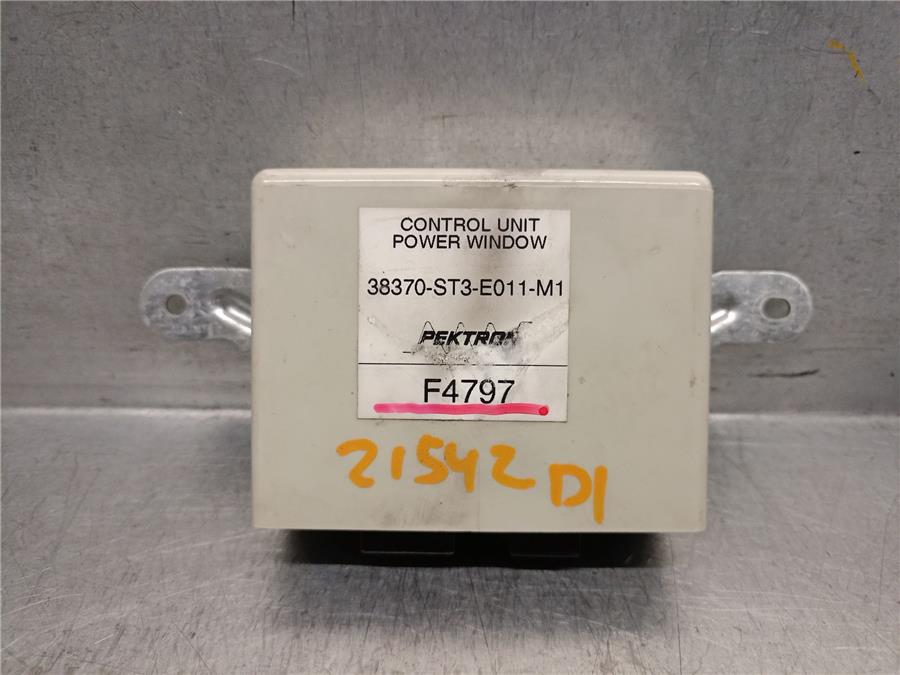 CONTROL UNIT
POWER WINDOW
38370-ST3-E011-M1
PEKTRON
F4797
21542 D1